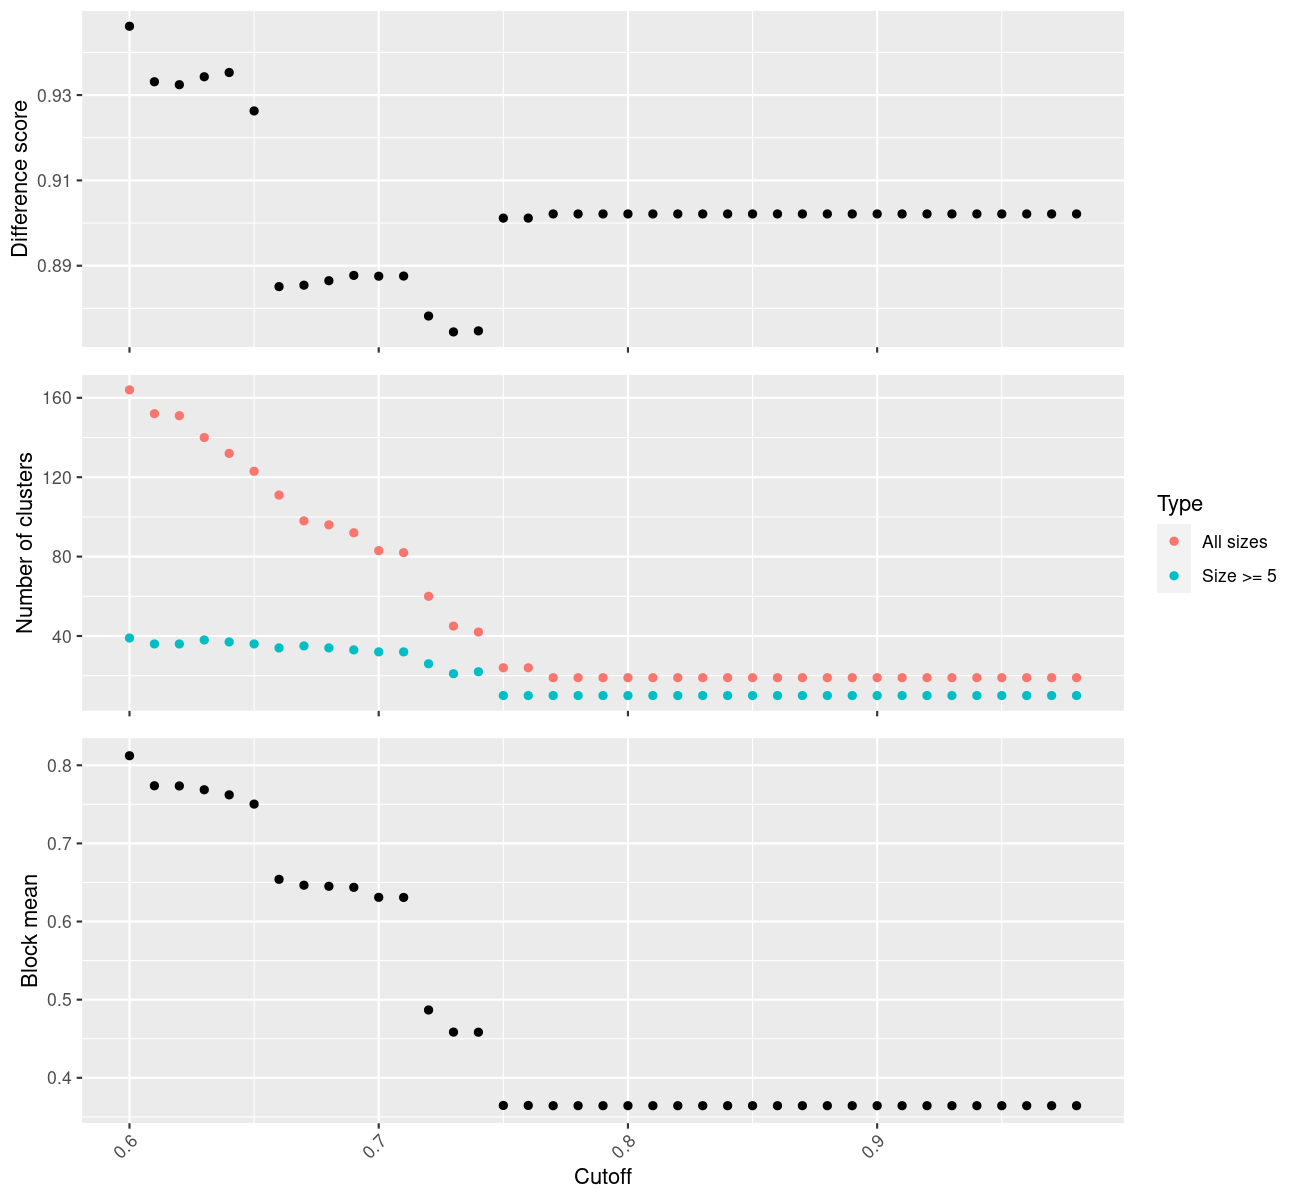 Difference score
0.93
0.91
0.89
Number of clusters
160
120
80
40
Type
All sizes
Size >= 5
Block mean
0.8
0.7
0.6
0.5
0.4
0.6
0.7
0.8
0.9
Cutoff